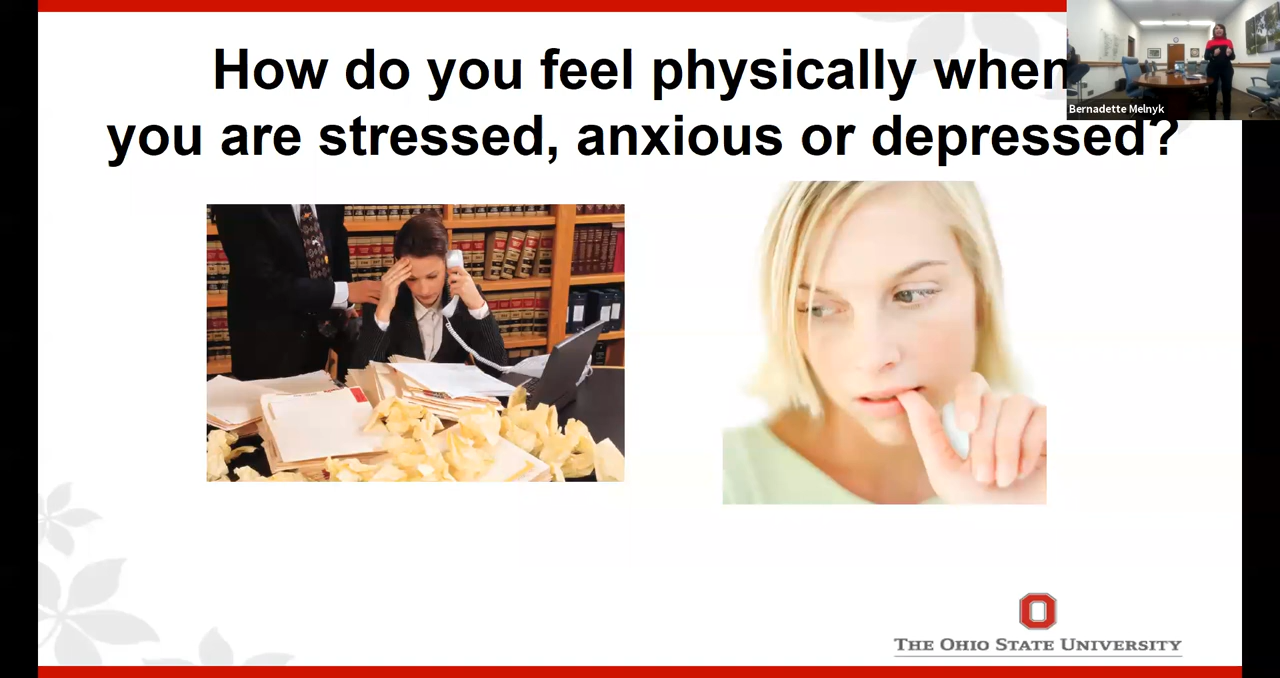 How do you feel physically when
you are stressed, anxious or depressed?
Bernadette Melnyk
O
THE OHIO STATE UNIVERSITY